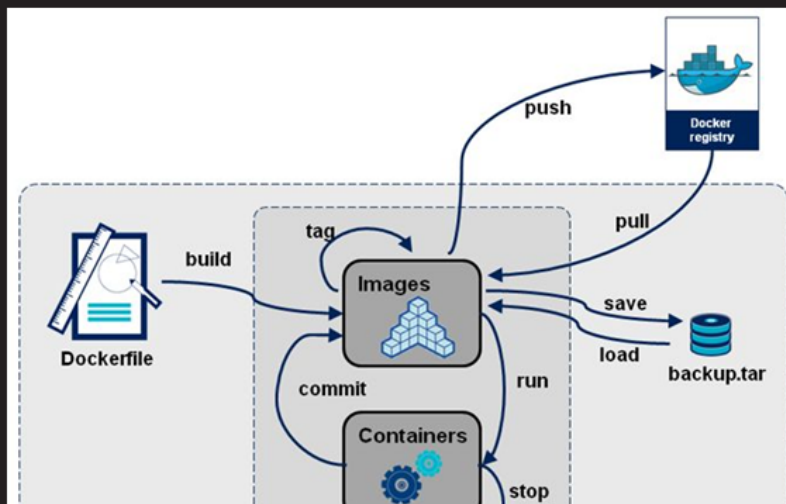 push
Docker
registry
pull
tag
build
Images
save
Dockerfile
load
backup.tar
commit
run
Containers
stop